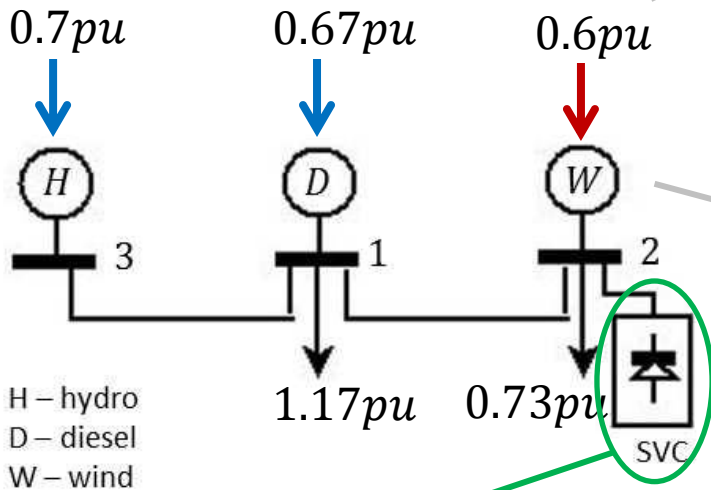 0.7pu 0.67pu 0.6pu
H D W
3 1 2
H – hydro 1.17pu 0.73pu
D – diesel SVC
W – wind